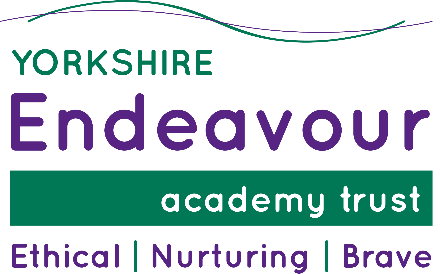 YORKSHIRE
Endeavour
academy trust
Ethical | Nurturing | Brave